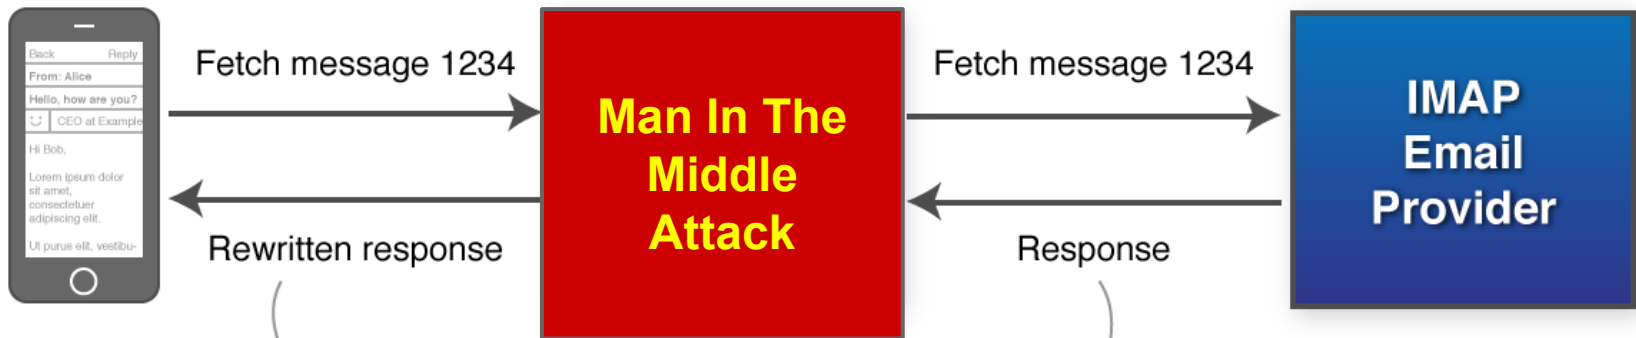 Back Reply
From: Alice
Hello, how are you?
CEO at Example
Hi Bob,
Lorem ipsum dolor
sit amet,
consectetuer
adipiscing elit.
Ut purus elit, vestibu-
Fetch message 1234
Rewritten response
Man In The
Middle
Attack
Fetch message 1234
Response
IMAP
Email
Provider